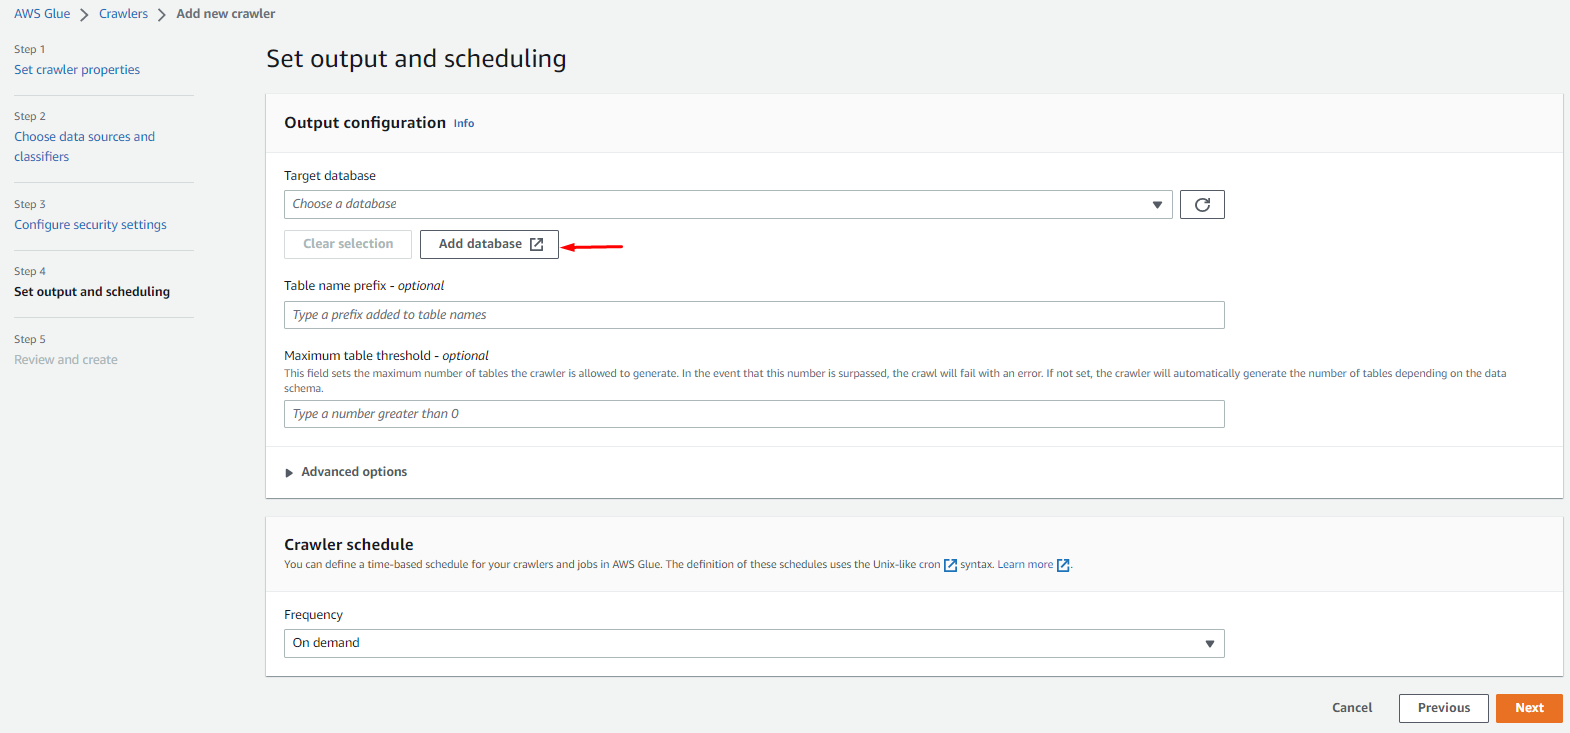 AWS Glue > Crawlers > Add new crawler
Step 1
Set crawler properties
Step 2
Choose data sources and
classifiers
Step 3
Configure security settings
Step 4
Set output and scheduling
Step 5
Review and create
Set output and scheduling
Output configuration Info
Target database
Choose a database
Clear selection Add database
Table name prefix - optional
Type a prefix added to table names
Maximum table threshold - optional
This field sets the maximum number of tables the crawler is allowed to generate. In the event that this number is surpassed, the crawl will fail with an error. If not set, the crawler will automatically generate the number of tables depending on the data
schema.
Type a number greater than 0
Advanced options
Crawler schedule
You can define a time-based schedule for your crawlers and jobs in AWS Glue. The definition of these schedules uses the Unix-like cron syntax. Learn more .
Frequency
On demand
Cancel Previous Next